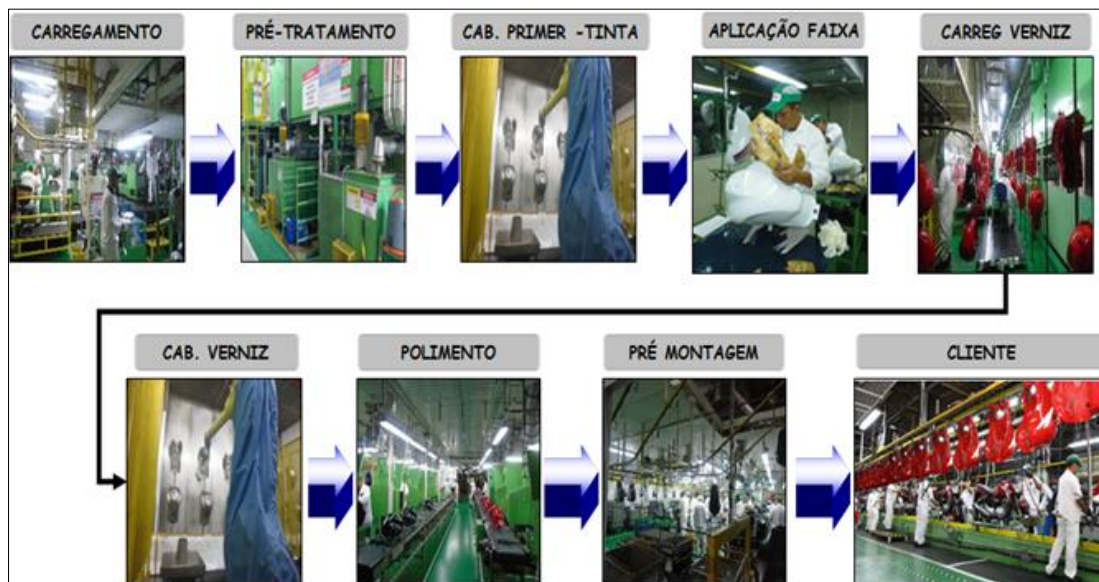 CARREGAMENTO
PRÉ-TRATAMENTO
CAB. PRIMER -TINTA
APLICAÇÃO FAIXA
CARREG VERNIZ
CAB. VERNIZ
POLIMENTO
PRÉ MONTAGEM
CLIENTE